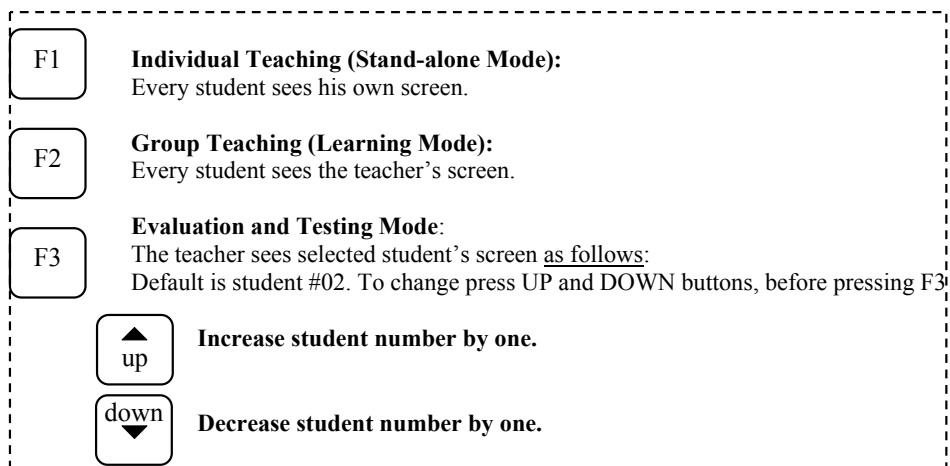 F1
Individual Teaching (Stand-alone Mode):
Every student sees his own screen.
F2
Group Teaching (Learning Mode):
Every student sees the teacher’s screen.
F3
Evaluation and Testing Mode:
The teacher sees selected student’s screen as follows:
Default is student #02. To change press UP and DOWN buttons, before pressing F3
up
Increase student number by one.
down
Decrease student number by one.